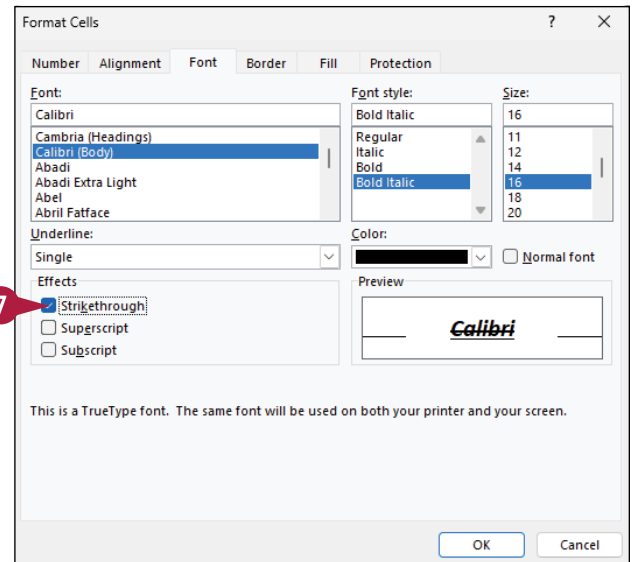 Format Cells ? ×
Number Alignment Font Border Fill Protection
Font: Font style: Size:
Calibri Bold Italic 16
Cambria (Headings) Regular 11
Calibri (Body) Italic 12
Abadi Bold 14
Abadi Extra Light Bold Italic 16
Abel 18
Abril Fatface 20
Underline: Color:
Single Normal font
Effects Preview
7 Strikethrough
Superscript Calibri
Subscript
This is a TrueType font. The same font will be used on both your printer and your screen.
OK Cancel